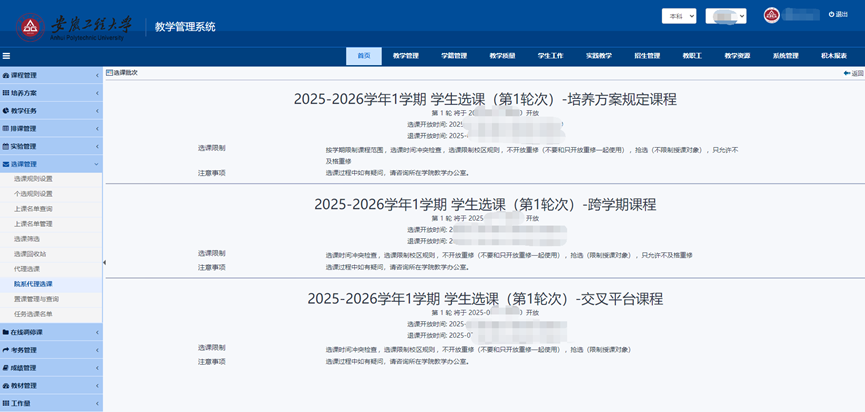 安徽工程大学
Anhui Polytechnic University
教学管理系统
本科
退出
首页 教学管理 学籍管理 教学质量 学生工作 实践教学 招生管理 教职工 教学资源 系统管理 积木报表
课程管理
培养方案
教学任务
排课管理
实验管理
选课管理
选课规则设置
个选规则设置
上课名单查询
上课名单管理
选课筛选
选课回收站
代理选课
院系代理选课
置课管理与查询
任务选课名单
在线调停课
考务管理
成绩管理
教材管理
工作量
选课批次
返回
2025-2026学年1学期 学生选课（第1轮次）-培养方案规定课程
第 1 轮 将于 20 开放
选课开放时间: 2025
退课开放时间: 2025-
选课限制
按学期限制课程范围 , 选课时间冲突检查 , 选课限制校区规则 , 不开放重修（不要和只开放重修一起使用） , 抢选（不限制授课对象） , 只允许不
及格重修
注意事项
选课过程中如有疑问，请咨询所在学院教学办公室。
2025-2026学年1学期 学生选课（第1轮次）-跨学期课程
第 1 轮 将于 2025 开放
选课开放时间: 2025-
退课开放时间: 2
选课限制
选课时间冲突检查 , 选课限制校区规则 , 不开放重修（不要和只开放重修一起使用） , 抢选（限制授课对象） , 只允许不及格重修
注意事项
选课过程中如有疑问，请咨询所在学院教学办公室。
2025-2026学年1学期 学生选课（第1轮次）-交叉平台课程
第 1 轮 将于 2025-0 开放
选课开放时间: 2025-
退课开放时间: 2025-0
选课限制
选课时间冲突检查 , 选课限制校区规则 , 不开放重修（不要和只开放重修一起使用） , 抢选（限制授课对象）
注意事项
选课过程中如有疑问，请咨询所在学院教学办公室。